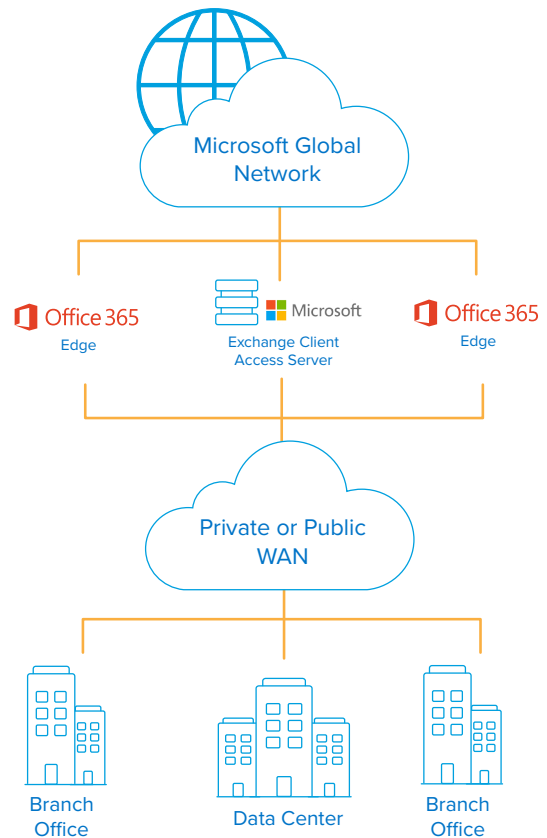 Microsoft Global
Network
Office 365
Edge
Microsoft
Exchange Client
Access Server
Office 365
Edge
Private or Public
WAN
Branch
Office
Data Center
Branch
Office